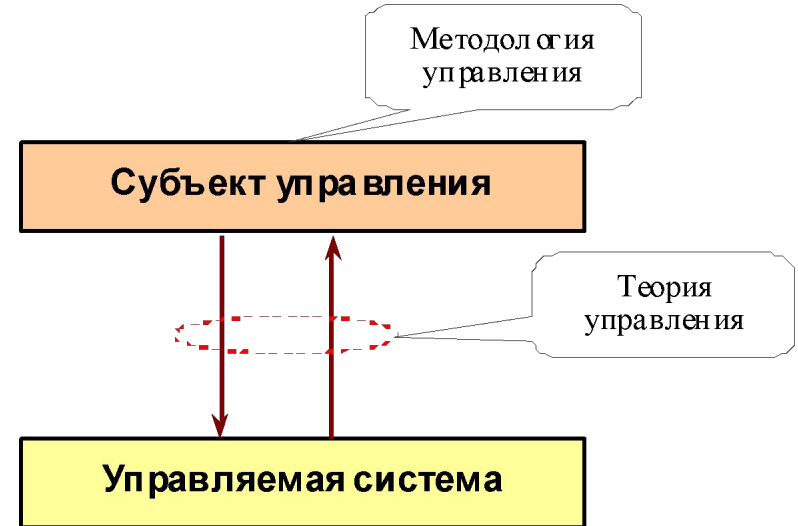 Методология
управления
Субъект управления
Теория
управления
Управляемая система